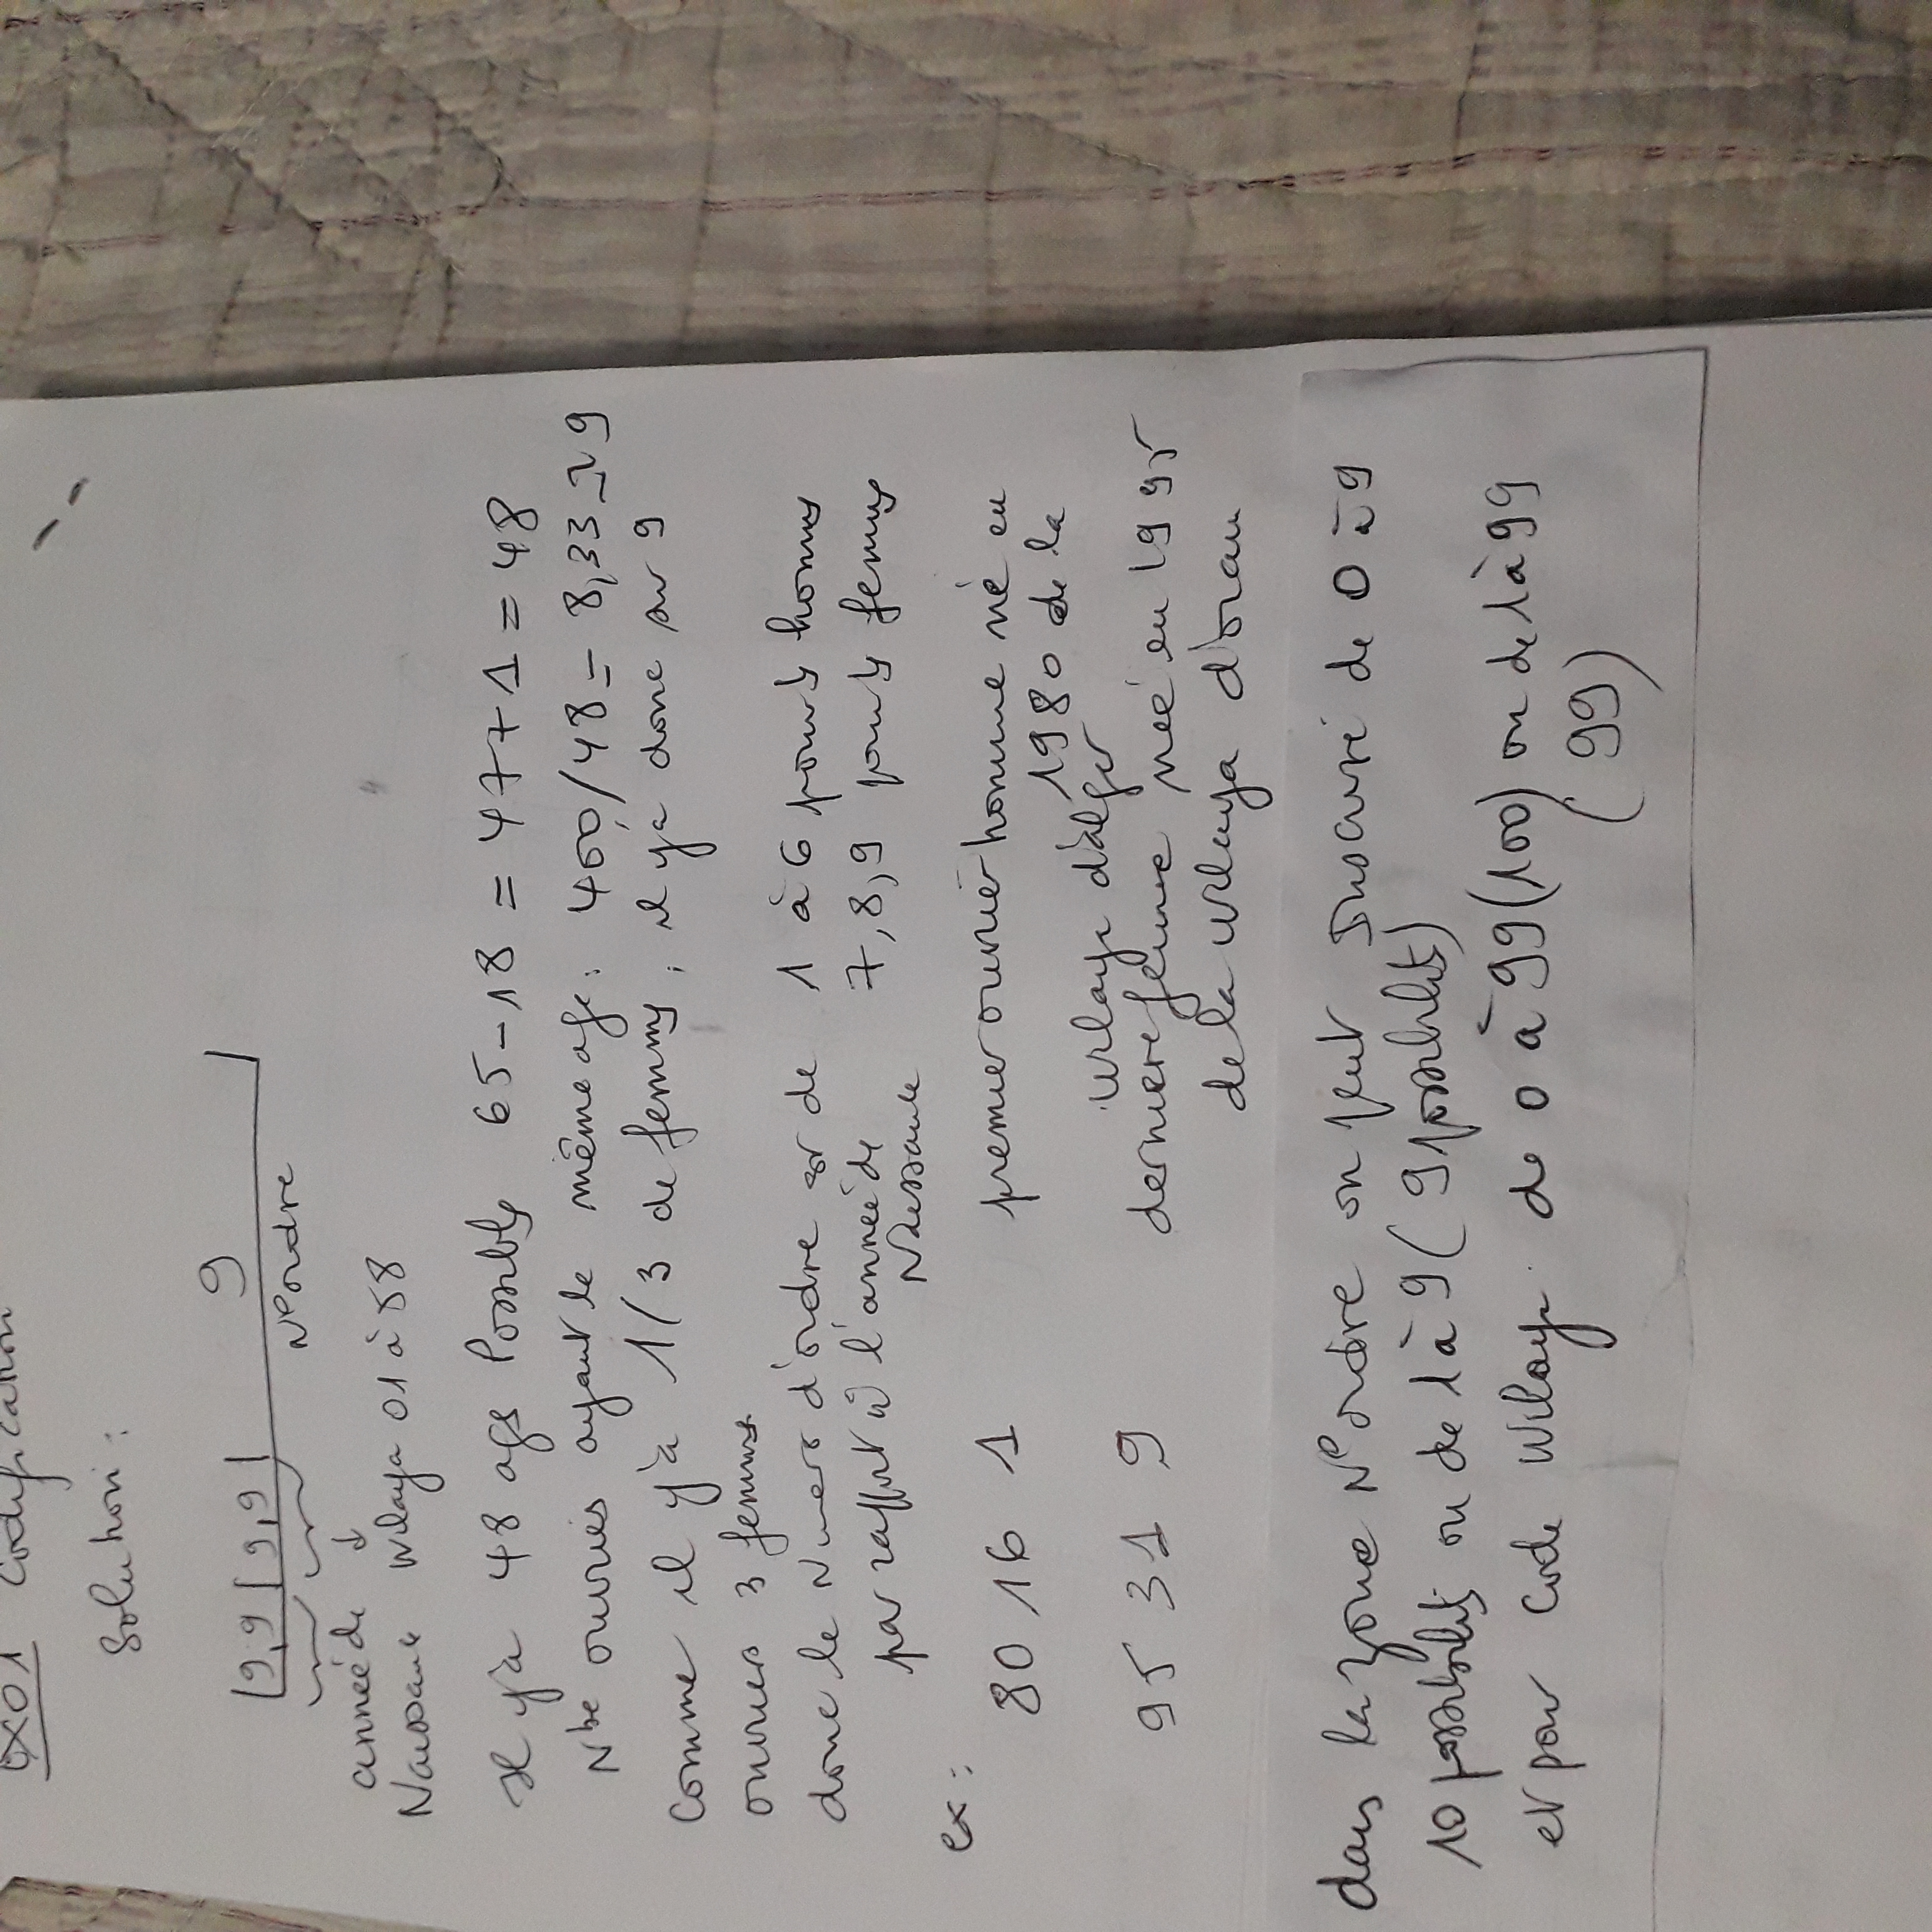 EX01 Codification
Solution :
9,9 9,9 9
N° ordre
année de
Naissance Wilaya 01 à 58
Il y'à 48 ages Possibles 65-18 = 47+1 = 48
Nbe ouvriers ayant le même age : 400/48 = 8,33 ≃ 9
Comme il y'à 1/3 de femmes, il y'à donc sur 9
ouvriers 3 femmes
donc le Numero d'ordre est de 1 à 6 pour les hommes
par rapport à l'année de 7,8,9 pour les femmes
Naissance
ex :
80 16 1 premier ouvrier homme né en
1980 de la
wilaya d'alger
95 31 9 derniere femme née en 1995
de la wilaya d'oran
dans la zone N° ordre on peut de 0 à 9
10 possibilités ou de 1 à 9 ( 9 possibilités)
et pour Code Wilaya de 0 à 99 (100) ou de 1 à 99
( 99)